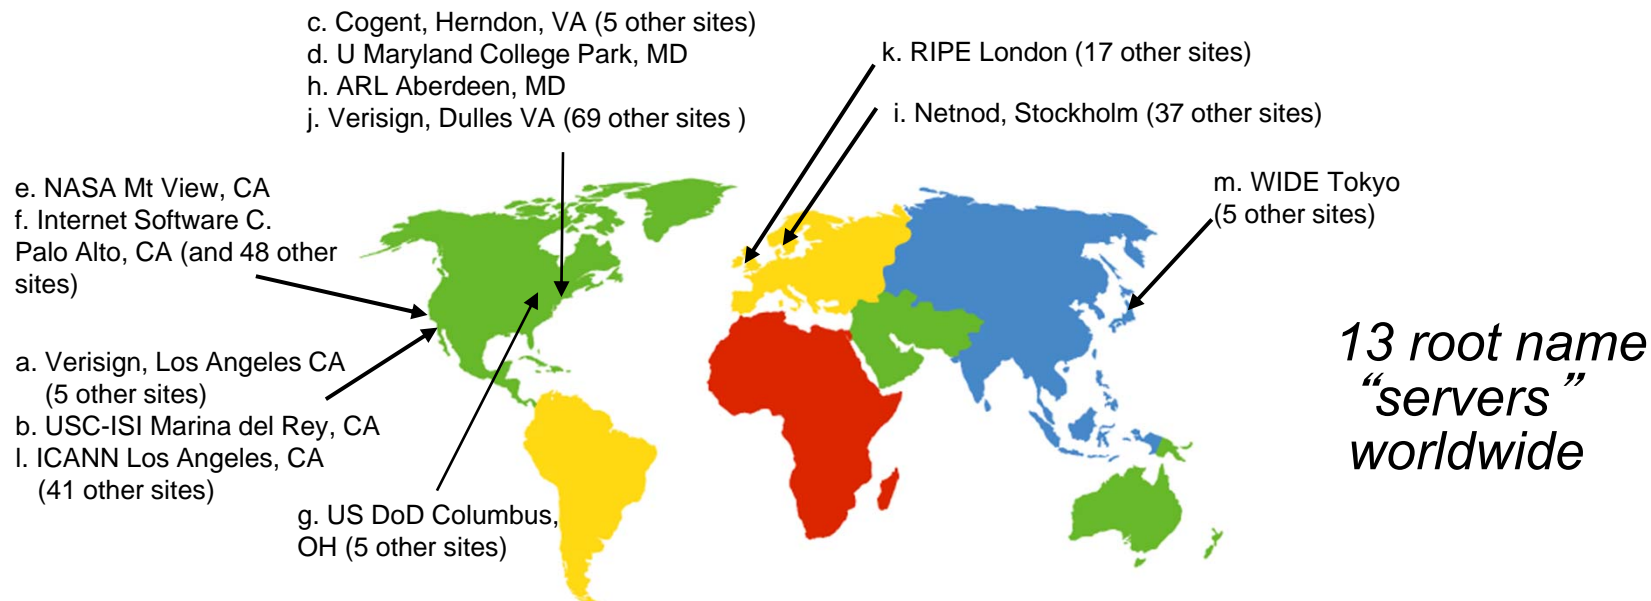 c. Cogent, Herndon, VA (5 other sites)
d. U Maryland College Park, MD
h. ARL Aberdeen, MD
j. Verisign, Dulles VA (69 other sites )
k. RIPE London (17 other sites)
i. Netnod, Stockholm (37 other sites)
m. WIDE Tokyo
(5 other sites)
e. NASA Mt View, CA
f. Internet Software C.
Palo Alto, CA (and 48 other
sites)
a. Verisign, Los Angeles CA
(5 other sites)
b. USC-ISI Marina del Rey, CA
l. ICANN Los Angeles, CA
(41 other sites)
g. US DoD Columbus,
OH (5 other sites)
13 root name
“servers”
worldwide